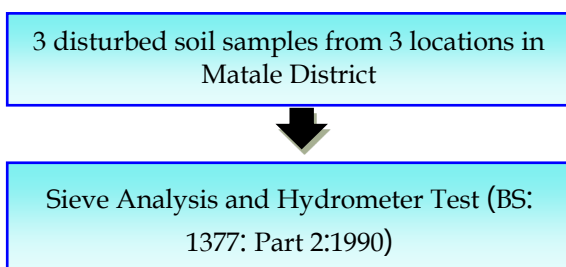 3 disturbed soil samples from 3 locations in
Matale District
Sieve Analysis and Hydrometer Test (BS:
1377: Part 2:1990)